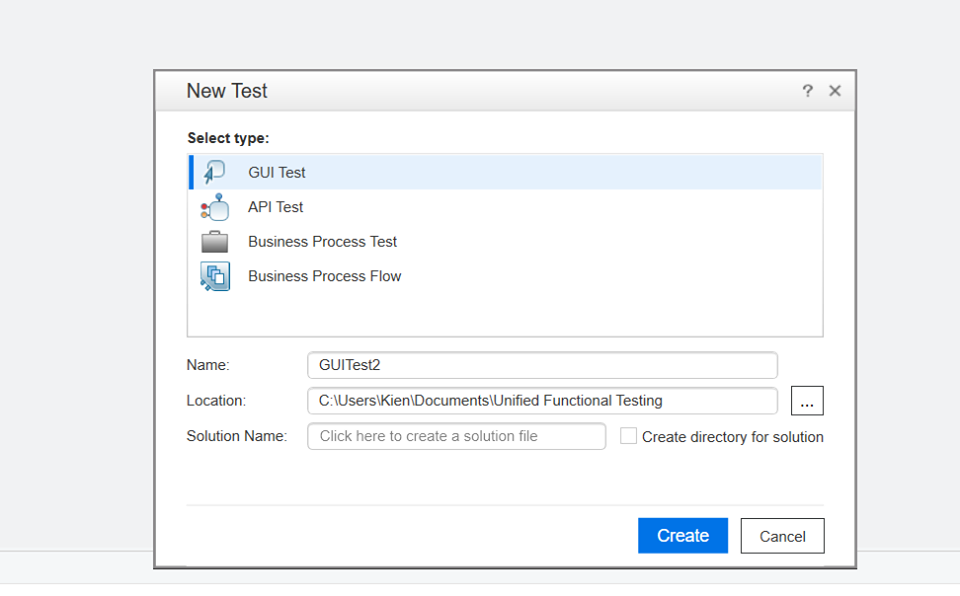 New Test ? ×
Select type:
GUI Test
API Test
Business Process Test
Business Process Flow
Name: GUITest2
Location: C:\Users\Kien\Documents\Unified Functional Testing ...
Solution Name: Click here to create a solution file Create directory for solution
Create Cancel